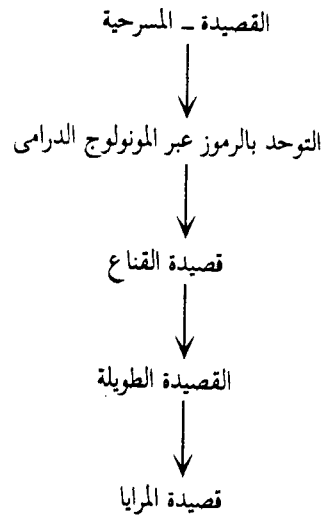 القصيدة ـ المسرحية
التوحد بالرموز عبر المونولوج الدرامى
قصيدة القناع
القصيدة الطويلة
قصيدة المرايا